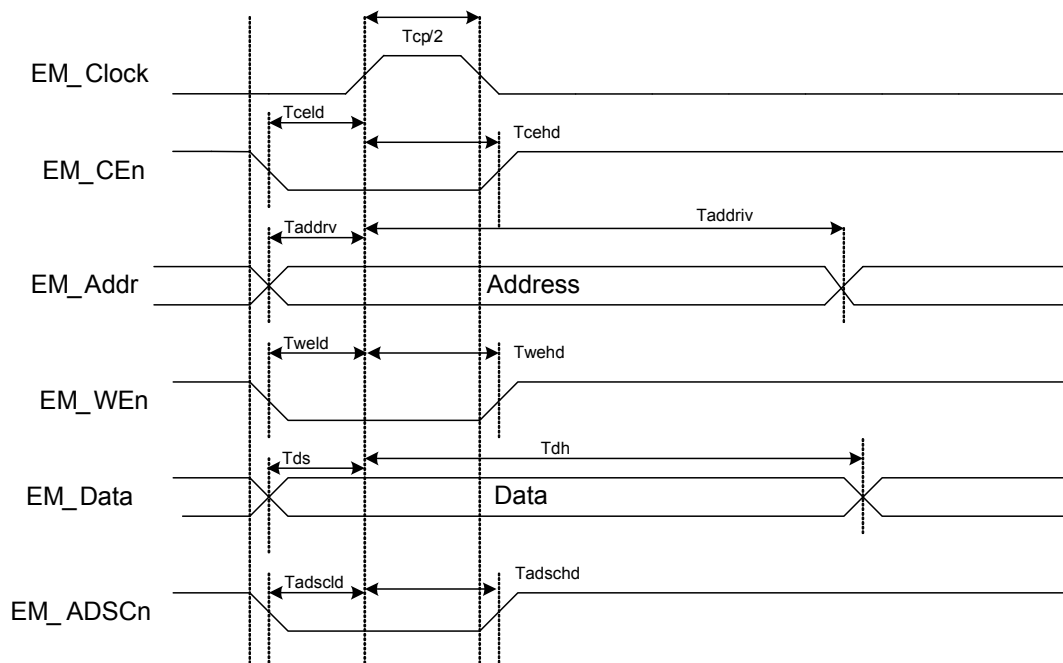 Tcp/2
EM_Clock
Tceld
Tcehd
EM_CEn
Taddrv
Taddriv
EM_Addr
Address
Tweld
Twehd
EM_WEn
Tds
Tdh
EM_Data
Data
Tadscld
Tadschd
EM_ADSCn